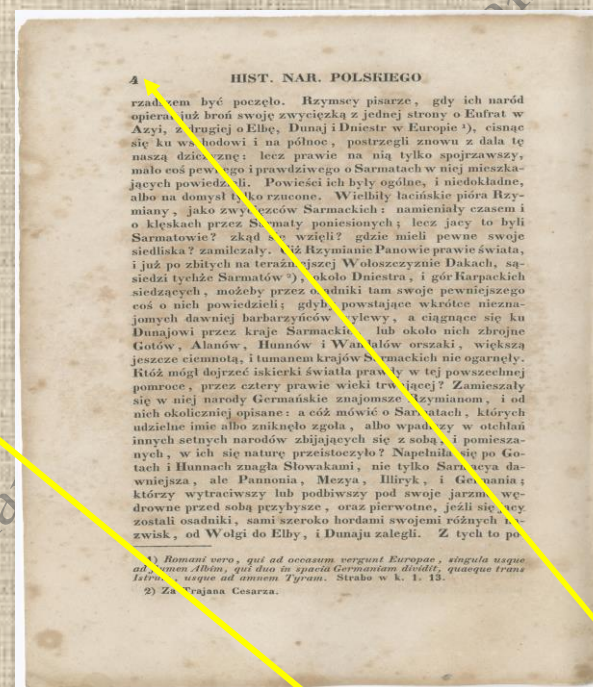 4 HIST. NAR. POLSKIEGO
rzadszem być poczęło. Rzymscy pisarze, gdy ich naród
opierał już broń swoję zwycięzką z jednej strony o Eufrat w
Azyi, z drugiej o Elbę, Dunaj i Dniestr w Europie ¹), cisnąc
się ku wschodowi i na północ, postrzegli znowu z dala tę
naszą dziczyznę: lecz prawie na nią tylko spojrzawszy,
mało coś pewnego i prawdziwego o Sarmatach w niej mieszka-
jących powiedzieli. Powieści ich były ogólne, i niedokładne,
albo na domysł tylko rzucone. Wielbiły łacińskie pióra Rzy-
miany, jako zwyciezców Sarmackich: namieniały czasem i
o klęskach przez Sarmaty poniesionych; lecz jacy to byli
Sarmatowie? zkąd się wzięli? gdzie mieli pewne swoje
siedliska? zamilczały. Ciż Rzymianie Panowie prawie świata,
i już po zbitych na teraźniejszej Wołoszczyznie Dakach, są-
siedzi tychże Sarmatów ²), około Dniestra, i gór Karpackich
siedzących, możeby przez osadniki tam swoje pewniejszego
coś o nich powiedzieli; gdyby powstające wkrótce niezna-
jomych dawniej barbarzyńców wylewy, a ciągnące się ku
Dunajowi przez kraje Sarmackie lub około nich zbrojne
Gotów, Alanów, Hunnów i Wandalów orszaki, większą
jeszcze ciemnotą, i tumanem krajów Sarmackich nie ogarnęły.
Któż mógł dojrzeć iskierki światła prawdy w tej powszechnej
pomroce, przez cztery prawie wieki trwającej? Zamieszały
się w niej narody Germańskie znajomsze Rzymianom, i od
nich okoliczniej opisane: a cóż mówić o Sarmatach, których
udzielne imie albo zniknęło zgoła, albo wpadłszy w otchłań
innych setnych narodów zbijających się z sobą, i pomiesza-
nych, w ich się naturę przeistoczyło? Napełniła się po Go-
tach i Hunnach znagła Słowakami, nie tylko Sarmacya da-
wniejsza, ale Pannonia, Mezya, Illiryk, i Germania;
którzy wytraciwszy lub podbiwszy pod swoje jarzmo wę-
drowne przed sobą przybysze, oraz pierwotne, jeźli się jacy
zostali osadniki, sami szeroko hordami swojemi różnych na-
zwisk, od Wołgi do Elby, i Dunaju zalegli. Z tych to po
1) Romani vero, qui ad occasum vergunt Europae, singula usque
ad flumen Albim, qui duo in spacia Germaniam dividit, quaeque trans
Istrum, usque ad amnem Tyram. Strabo w k. 1. 13.
2) Za Trajana Cesarza.